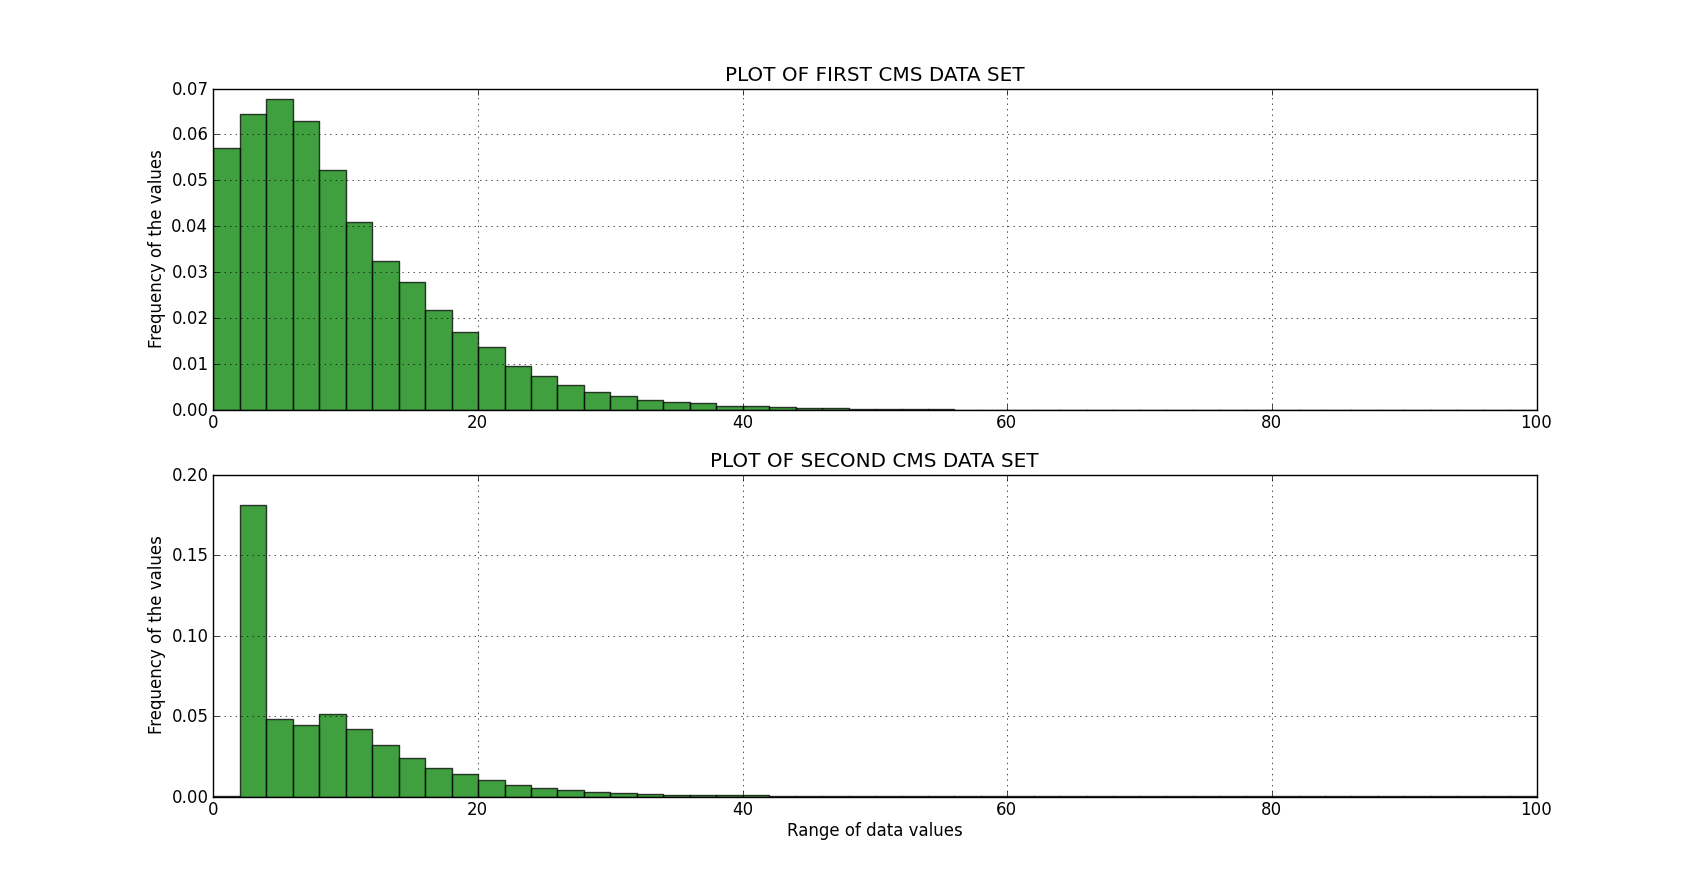 PLOT OF FIRST CMS DATA SET
0.07
0.06
0.05
0.04
0.03
0.02
0.01
0.00
Frequency of the values
0 20 40 60 80 100
PLOT OF SECOND CMS DATA SET
0.20
0.15
0.10
0.05
0.00
Frequency of the values
0 20 40 60 80 100
Range of data values